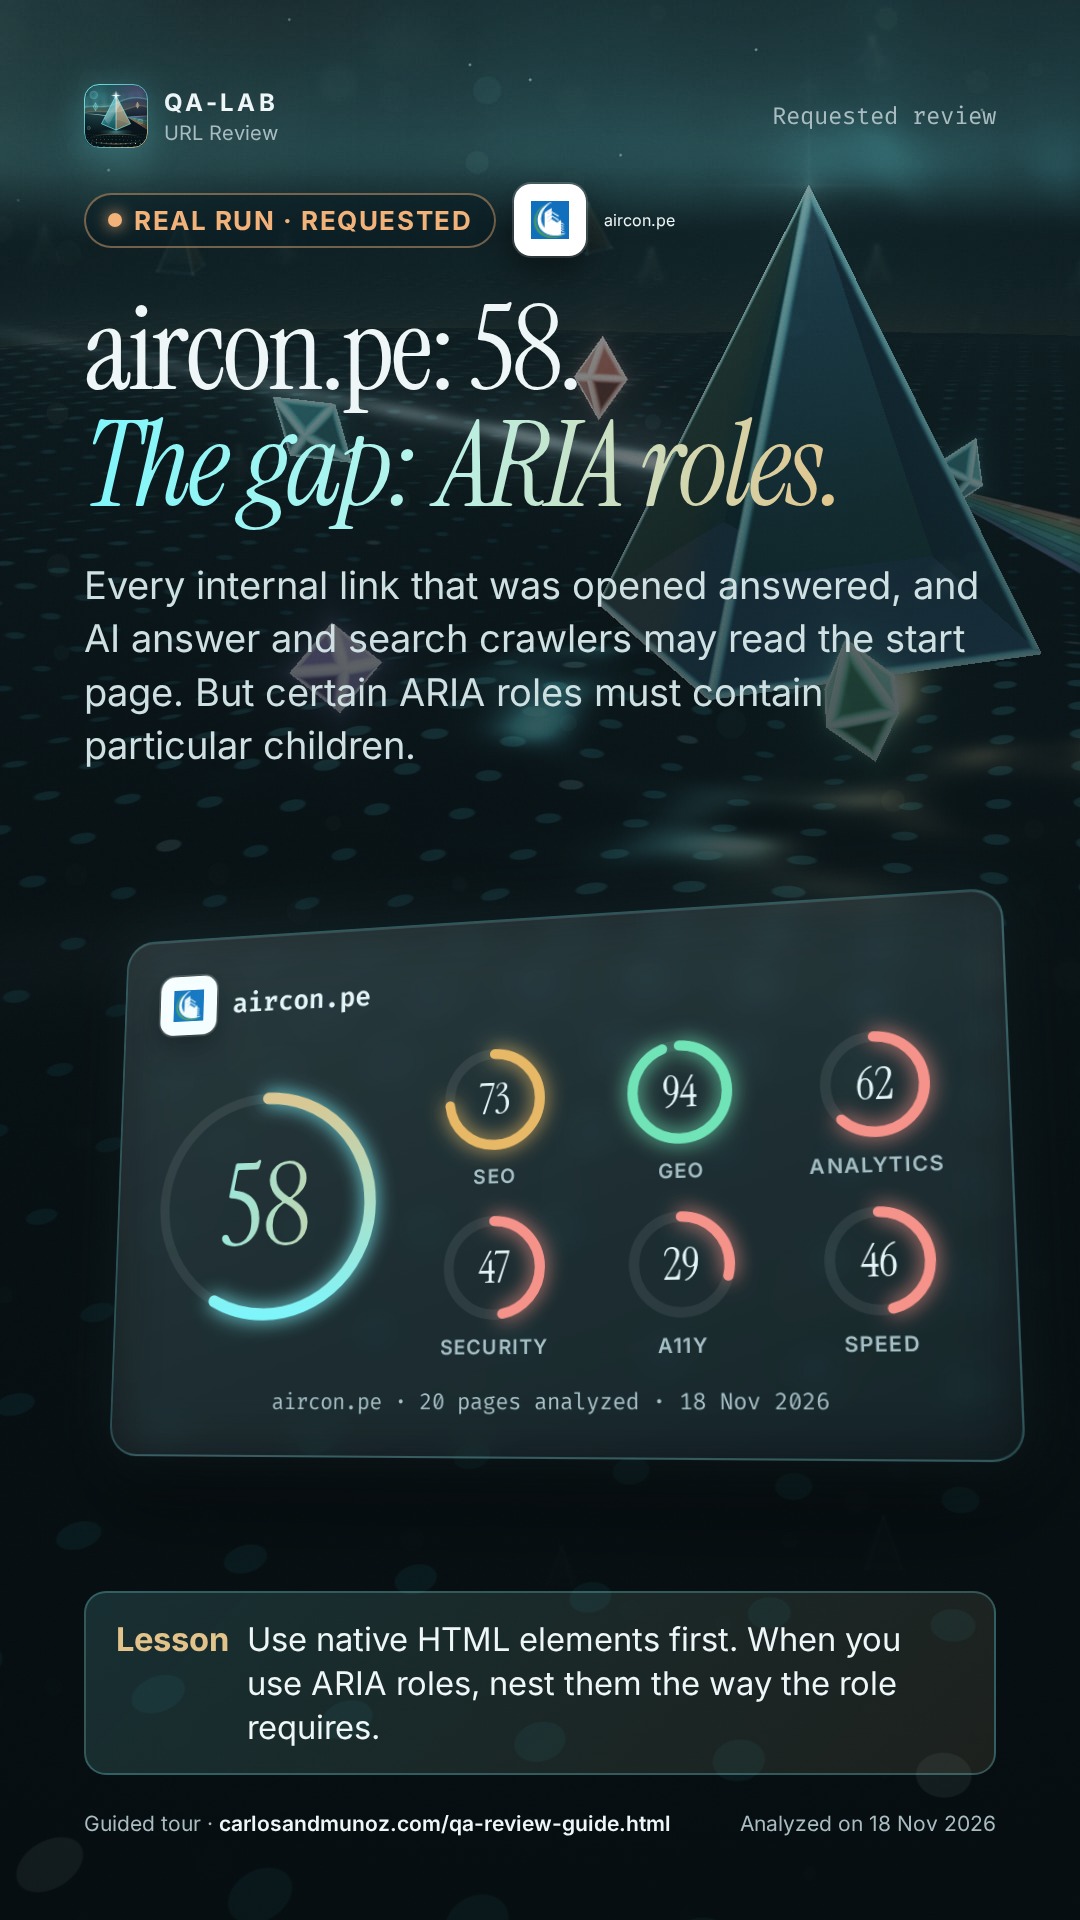 QA-LAB
URL Review
Requested review
REAL RUN · REQUESTED
aircon.pe
aircon.pe: 58.
The gap: ARIA roles.
Every internal link that was opened answered, and
AI answer and search crawlers may read the start
page. But certain ARIA roles must contain
particular children.
aircon.pe
58
73
SEO
94
GEO
62
ANALYTICS
47
SECURITY
29
A11Y
46
SPEED
aircon.pe · 20 pages analyzed · 18 Nov 2026
Lesson Use native HTML elements first. When you
use ARIA roles, nest them the way the role
requires.
Guided tour · carlosandmunoz.com/qa-review-guide.html
Analyzed on 18 Nov 2026